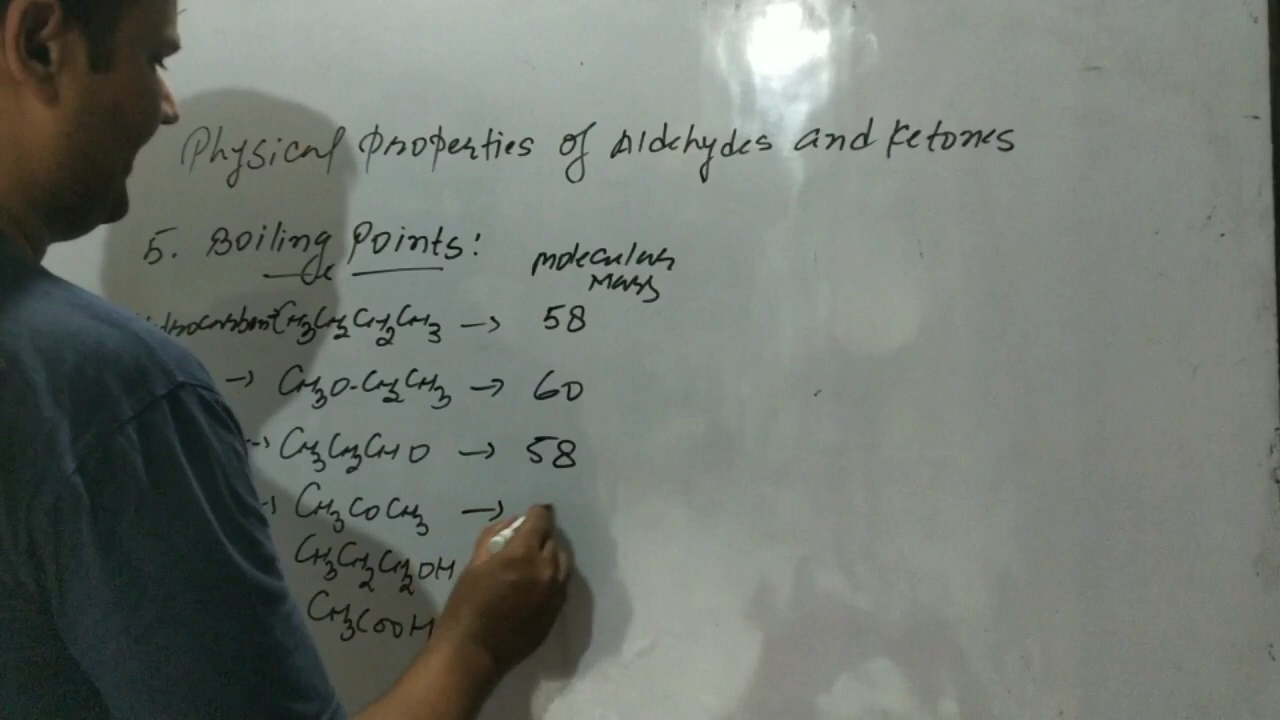 Physical Properties of Aldehydes and Ketones
5. Boiling Points:
molecular
Mass
CH3CH2CH2CH3 → 58
→ CH3O-CH2CH3 → 60
→ CH3CH2CHO → 58
→ CH3COCH3 →
CH3CH2CH2OH
CH3COOH